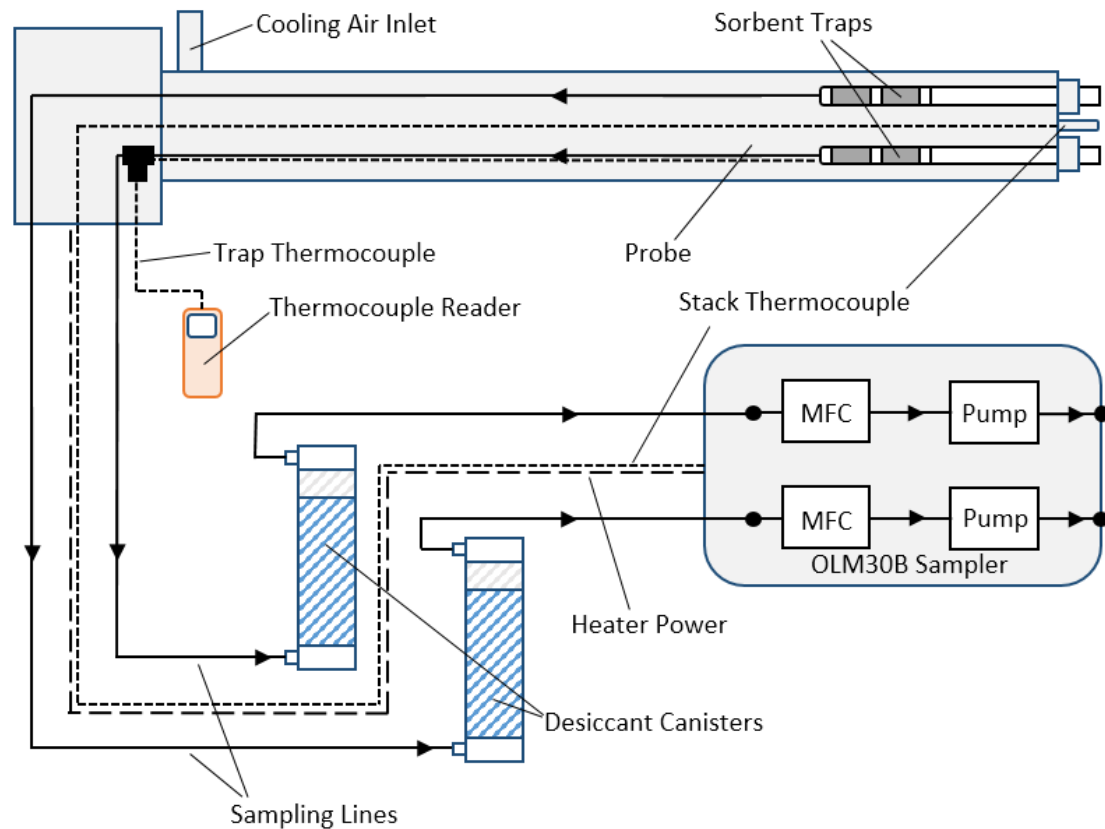 Cooling Air Inlet
Sorbent Traps
Trap Thermocouple
Probe
Thermocouple Reader
Stack Thermocouple
MFC
Pump
MFC
Pump
OLM30B Sampler
Heater Power
Desiccant Canisters
Sampling Lines